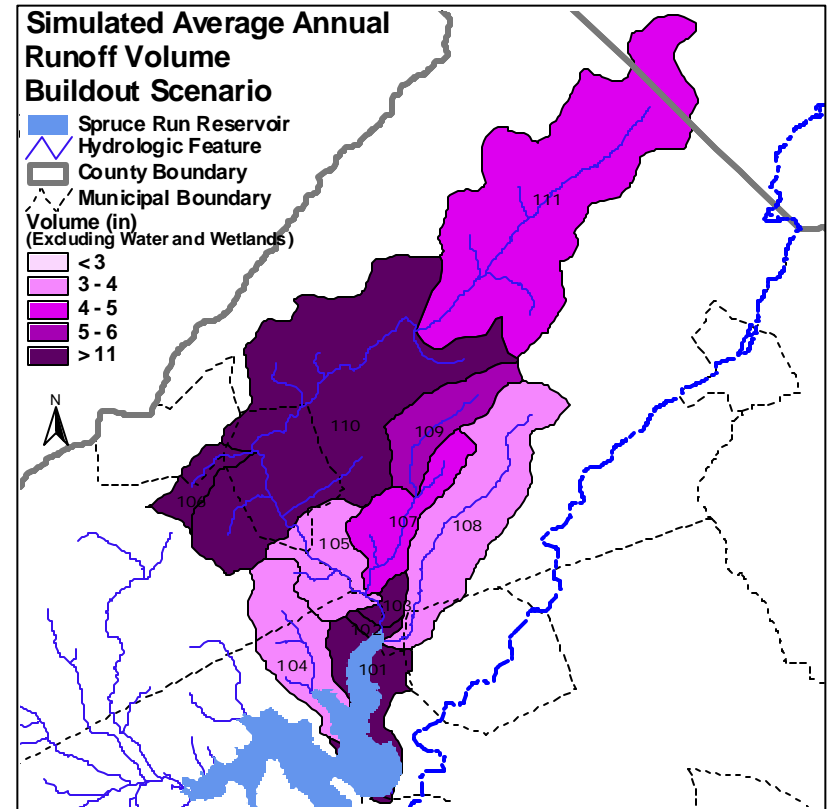 Simulated Average Annual
Runoff Volume
Buildout Scenario
Spruce Run Reservoir
Hydrologic Feature
County Boundary
Municipal Boundary
Volume (in)
(Excluding Water and Wetlands)
< 3
3 - 4
4 - 5
5 - 6
> 11
N
111
110
109
106
107
108
105
103
102
104
101